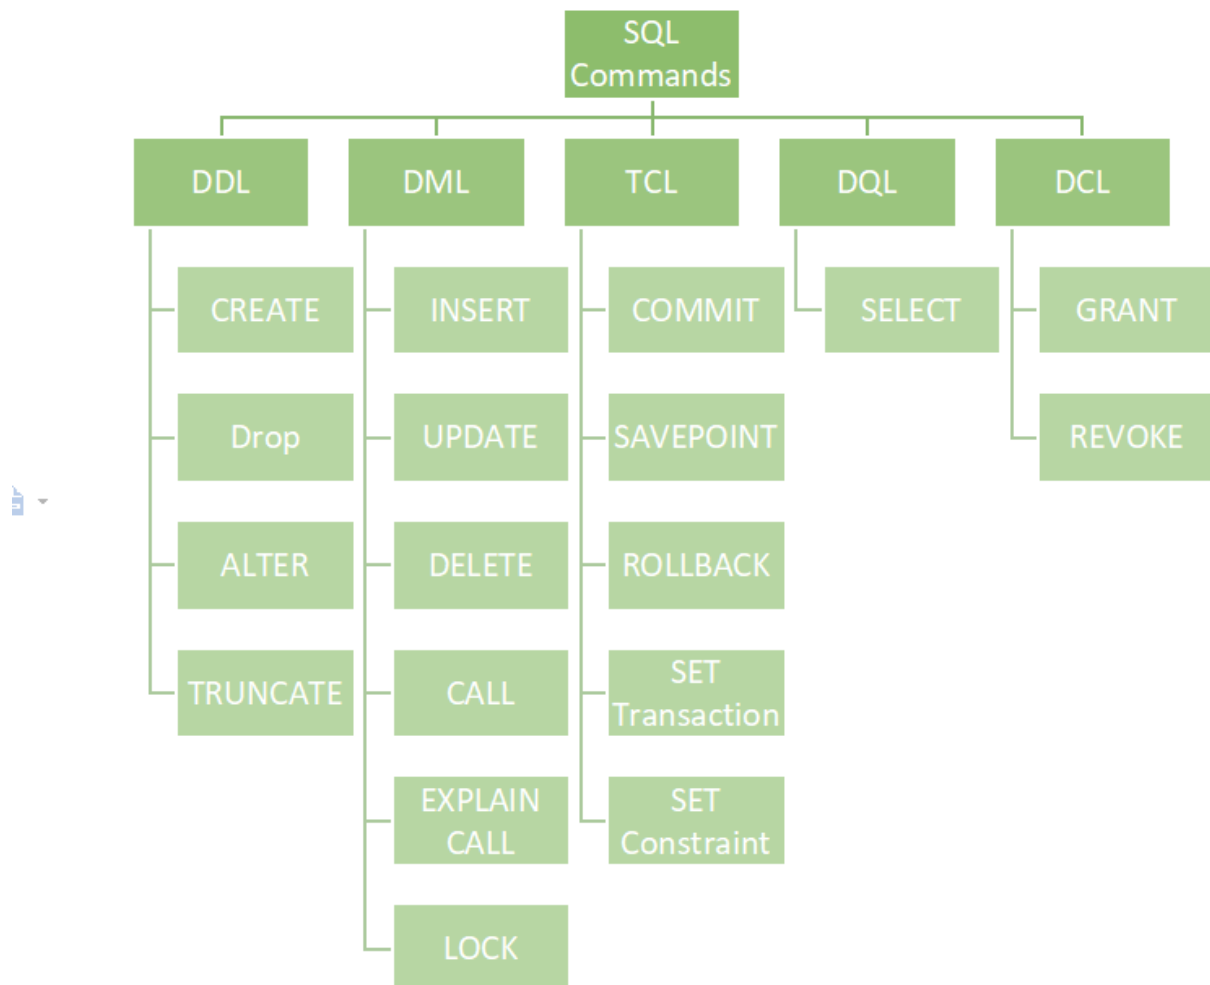 SQL
Commands
DDL
DML
TCL
DQL
DCL
CREATE
INSERT
COMMIT
SELECT
GRANT
Drop
UPDATE
SAVEPOINT
REVOKE
ALTER
DELETE
ROLLBACK
TRUNCATE
CALL
SET
Transaction
EXPLAIN
CALL
SET
Constraint
LOCK